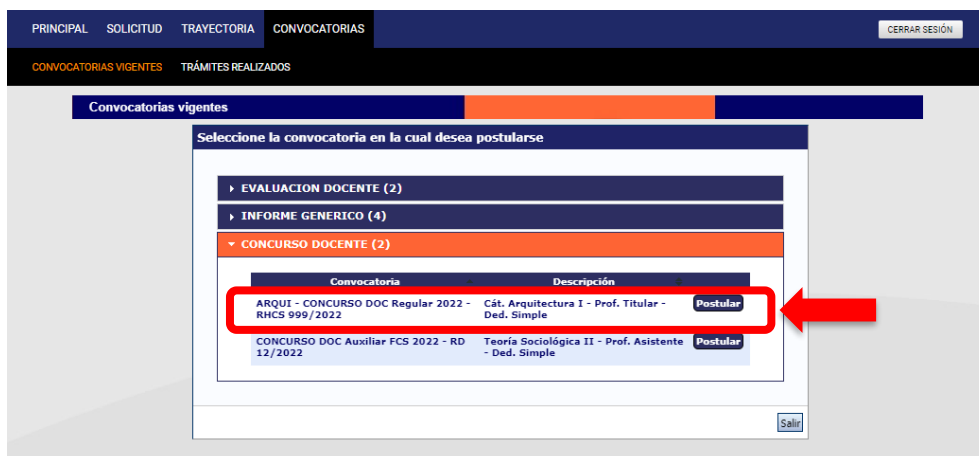 PRINCIPAL SOLICITUD TRAYECTORIA CONVOCATORIAS CERRAR SESIÓN
CONVOCATORIAS VIGENTES TRÁMITES REALIZADOS
Convocatorias vigentes
Seleccione la convocatoria en la cual desea postularse
EVALUACION DOCENTE (2)
INFORME GENERICO (4)
CONCURSO DOCENTE (2)
Convocatoria Descripción
ARQUI - CONCURSO DOC Regular 2022 - Cát. Arquitectura I - Prof. Titular - Postular
RHCS 999/2022 Ded. Simple
CONCURSO DOC Auxiliar FCS 2022 - RD Teoría Sociológica II - Prof. Asistente Postular
12/2022 - Ded. Simple
Salir